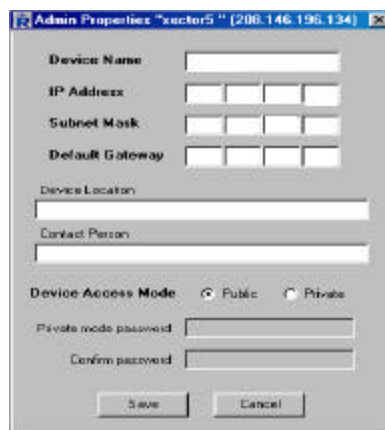 Admin Properties "xector5 " (208.146.196.134)
Device Name
IP Address
Subnet Mask
Default Gateway
Device Location
Contact Person
Device Access Mode Public Private
Private mode password
Confirm password
Save Cancel